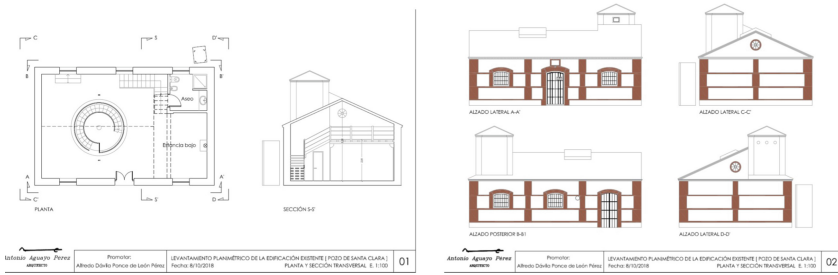 C
S
D'
B
B'
Aseo
Estancia baja
A
A'
C'
S'
D
PLANTA
SECCIÓN S-S'
Antonio Aguayo Pérez
ARQUITECTO
Promotor:
Alfredo Dávila Ponce de León Pérez
LEVANTAMIENTO PLANIMÉTRICO DE LA EDIFICACIÓN EXISTENTE [ POZO DE SANTA CLARA ]
Fecha: 8/10/2018 PLANTA Y SECCIÓN TRANSVERSAL E. 1:100
01
ALZADO LATERAL A-A'
ALZADO LATERAL C-C'
ALZADO POSTERIOR B-B1
ALZADO LATERAL D-D'
Antonio Aguayo Pérez
ARQUITECTO
Promotor:
Alfredo Dávila Ponce de León Pérez
LEVANTAMIENTO PLANIMÉTRICO DE LA EDIFICACIÓN EXISTENTE [ POZO DE SANTA CLARA ]
Fecha: 8/10/2018 PLANTA Y SECCIÓN TRANSVERSAL E. 1:100
02